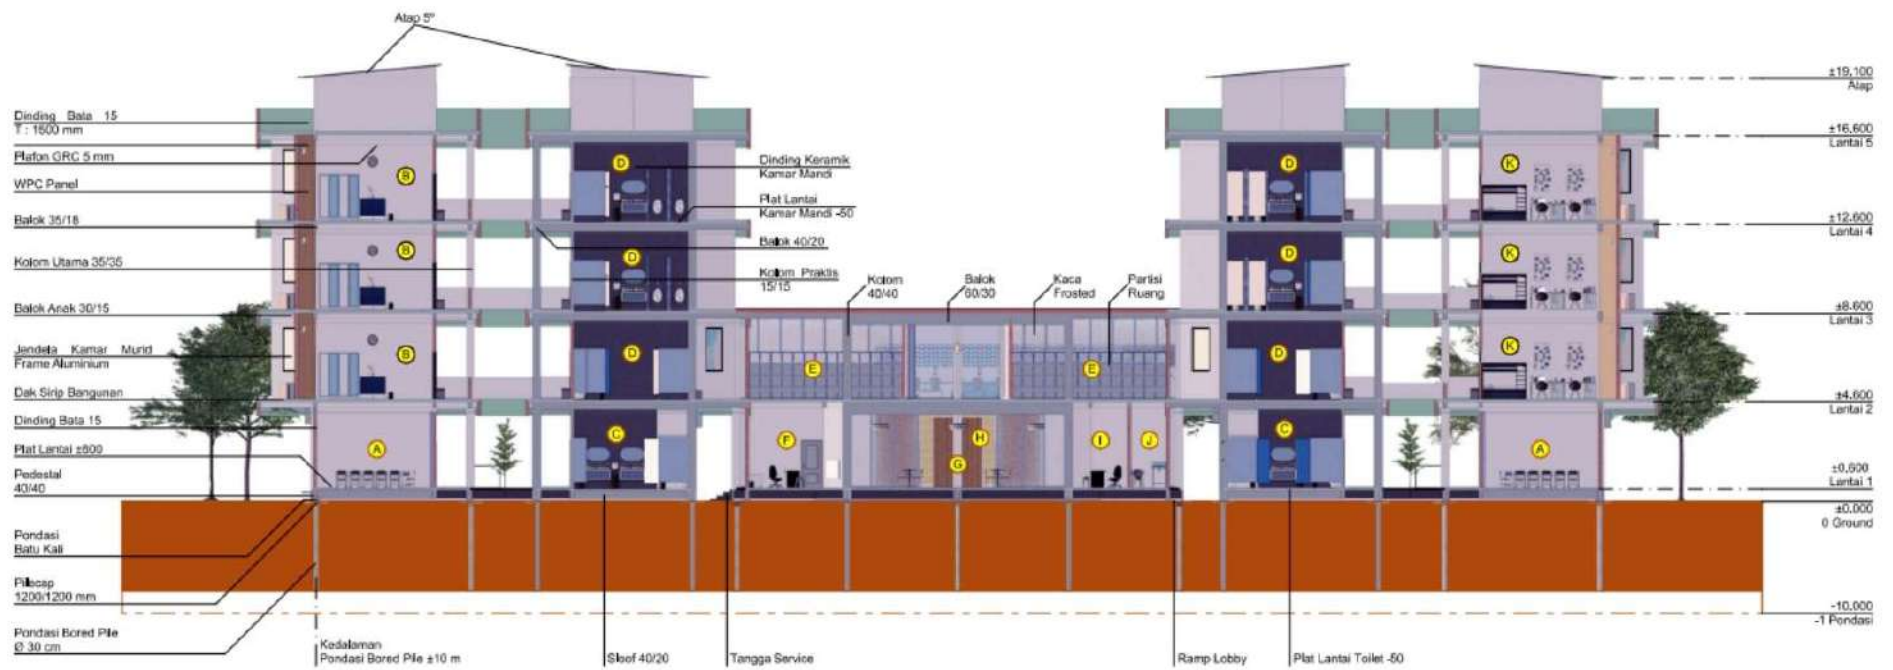 Atap 5°
Dinding Bata 15
T : 1600 mm
Plafon GRC 5 mm
WPC Panel
Balok 35/18
Kolom Utama 35/35
Balok Anak 30/15
Jendela Kamar Murid
Frame Aluminium
Dak Sirip Bangunan
Dinding Bata 15
Plat Lantai ±600
Pedestal
40/40
Pondasi
Batu Kali
Pillecap
1200/1200 mm
Pondasi Bored Pile
Ø 30 cm
Kedalaman
Pondasi Bored Pile ±10 m
Sloof 40/20
Tangga Service
Ramp Lobby
Plat Lantai Toilet -50
Dinding Keramik
Kamar Mandi
Plat Lantai
Kamar Mandi -50
Balok 40/20
Kolom Praktis
15/15
Kolom
40/40
Balok
60/30
Kaca
Frosted
Partisi
Ruang
B
D
D
K
B
D
D
K
B
D
E
E
D
K
A
C
F
G
H
I
J
C
A
±19,100
Atap
±16,600
Lantai 5
±12,600
Lantai 4
±8,600
Lantai 3
±4,600
Lantai 2
±0,600
Lantai 1
±0,000
0 Ground
-10,000
-1 Pondasi